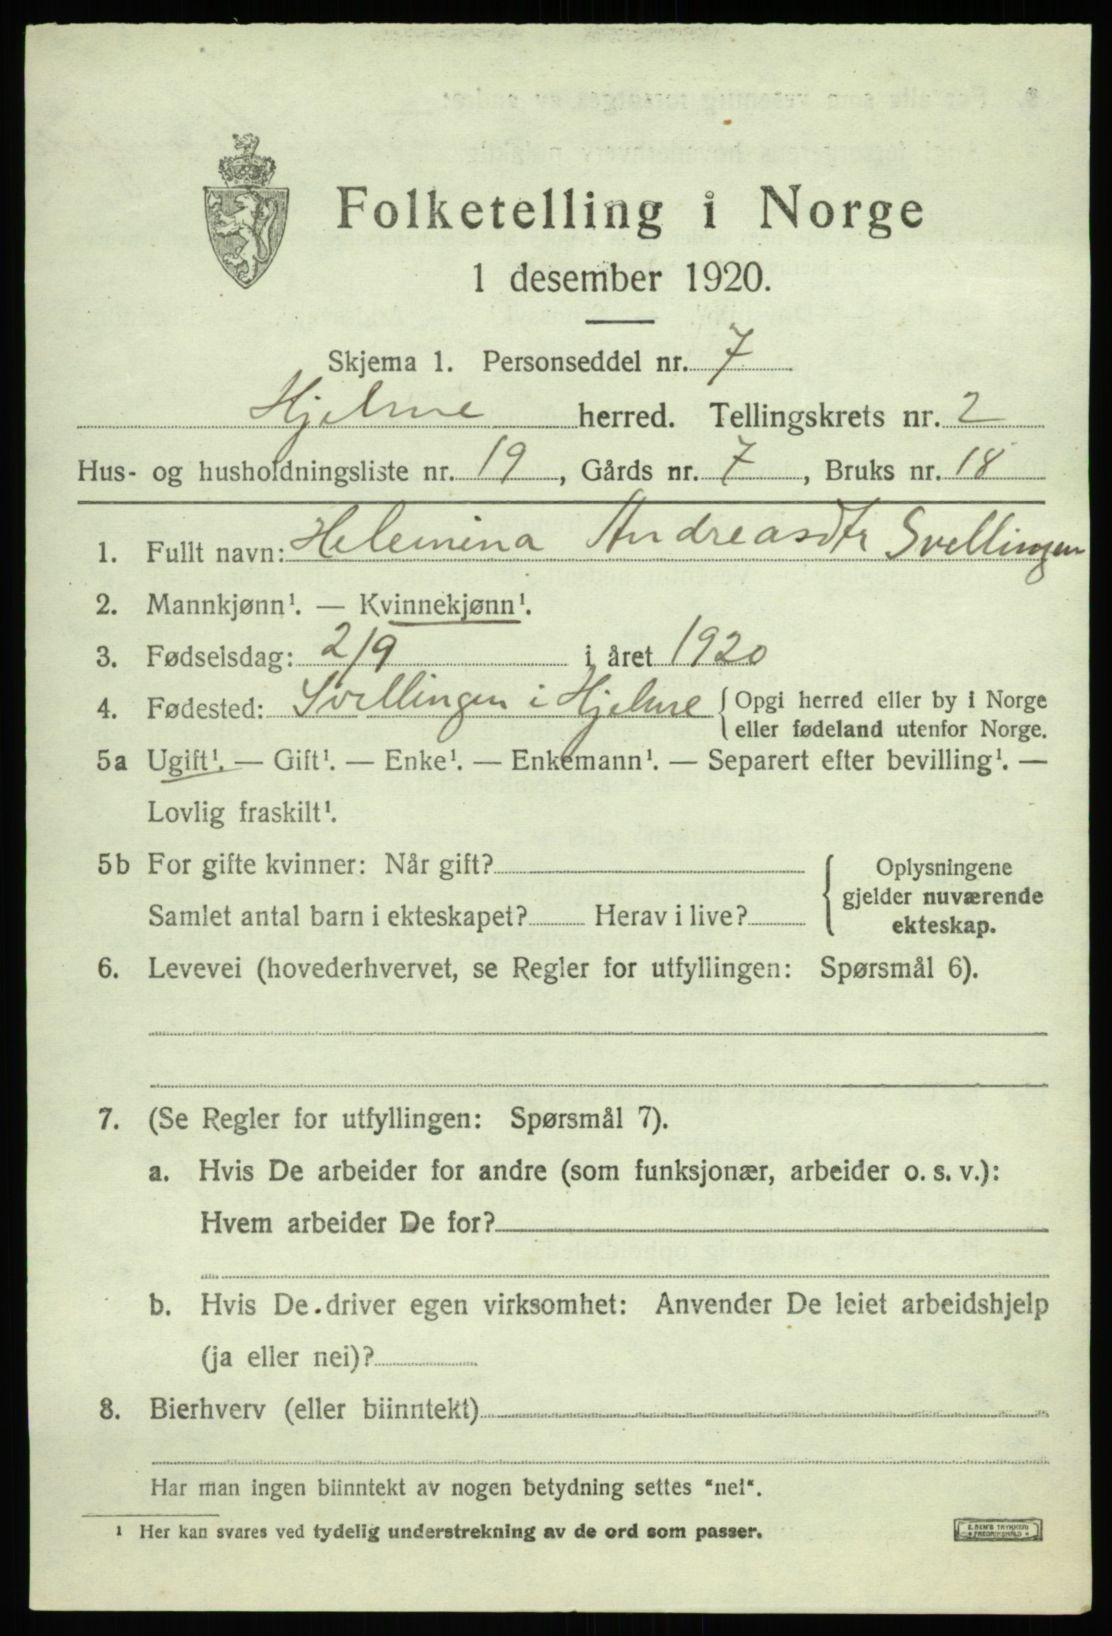 Folketelling i Norge
1 desember 1920.
Skjema 1. Personseddel nr. 7
Hjelme herred. Tellingskrets nr. 2
Hus- og husholdningsliste nr. 19, Gårds nr. 7, Bruks nr. 18
1. Fullt navn: Helemina Andreasdtr Svellingen
2. Mannkjønn¹. — Kvinnekjønn¹.
3. Fødselsdag: 2/9 i året 1920
4. Fødested: Svellingen i Hjelme {Opgi herred eller by i Norge
eller fødeland utenfor Norge.
5a Ugift¹. — Gift¹. — Enke¹. — Enkemann¹. — Separert efter bevilling¹. —
Lovlig fraskilt¹.
5b For gifte kvinner: Når gift?
Samlet antal barn i ekteskapet? Herav i live?
{ Oplysningene
gjelder nuværende
ekteskap.
6. Levevei (hovederhvervet, se Regler for utfyllingen: Spørsmål 6).
7. (Se Regler for utfyllingen: Spørsmål 7).
a. Hvis De arbeider for andre (som funksjonær, arbeider o. s. v.):
Hvem arbeider De for?
b. Hvis De driver egen virksomhet: Anvender De leiet arbeidshjelp
(ja eller nei)?
8. Bierhverv (eller biinntekt)
Har man ingen biinntekt av nogen betydning settes "nei".
¹ Her kan svares ved tydelig understrekning av de ord som passer.